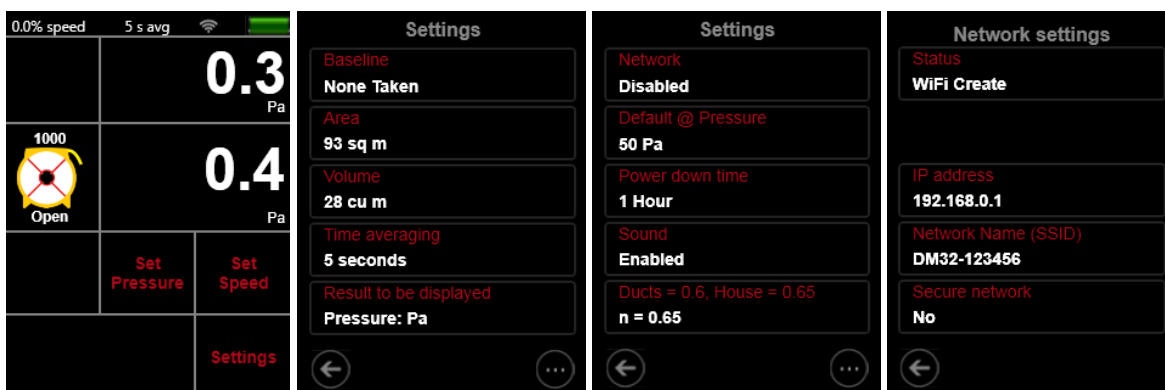 0.0% speed 5 s avg
0.3
Pa
1000
Open
0.4
Pa
Set Pressure
Set Speed
Settings
Settings
Baseline
None Taken
Area
93 sq m
Volume
28 cu m
Time averaging
5 seconds
Result to be displayed
Pressure: Pa
Settings
Network
Disabled
Default @ Pressure
50 Pa
Power down time
1 Hour
Sound
Enabled
Ducts = 0.6, House = 0.65
n = 0.65
Network settings
Status
WiFi Create
IP address
192.168.0.1
Network Name (SSID)
DM32-123456
Secure network
No